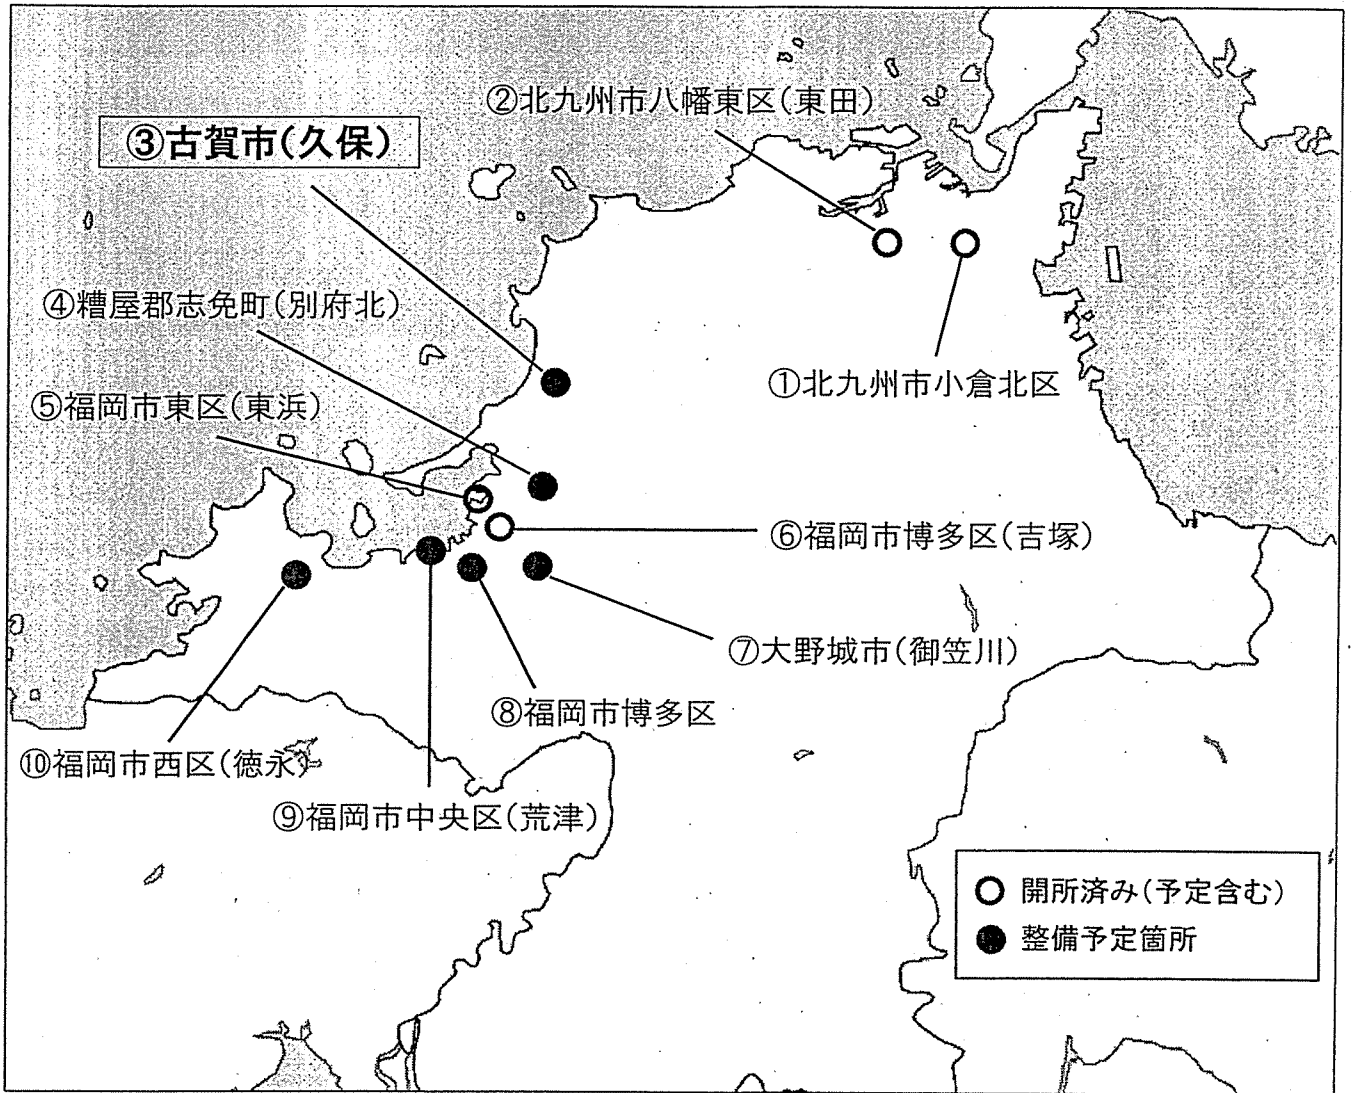 ②北九州市八幡東区(東田)
③古賀市(久保)
④糟屋郡志免町(別府北)
①北九州市小倉北区
⑤福岡市東区(東浜)
⑥福岡市博多区(吉塚)
⑦大野城市(御笠川)
⑧福岡市博多区
⑩福岡市西区(徳永)
⑨福岡市中央区(荒津)
開所済み(予定含む)
整備予定箇所